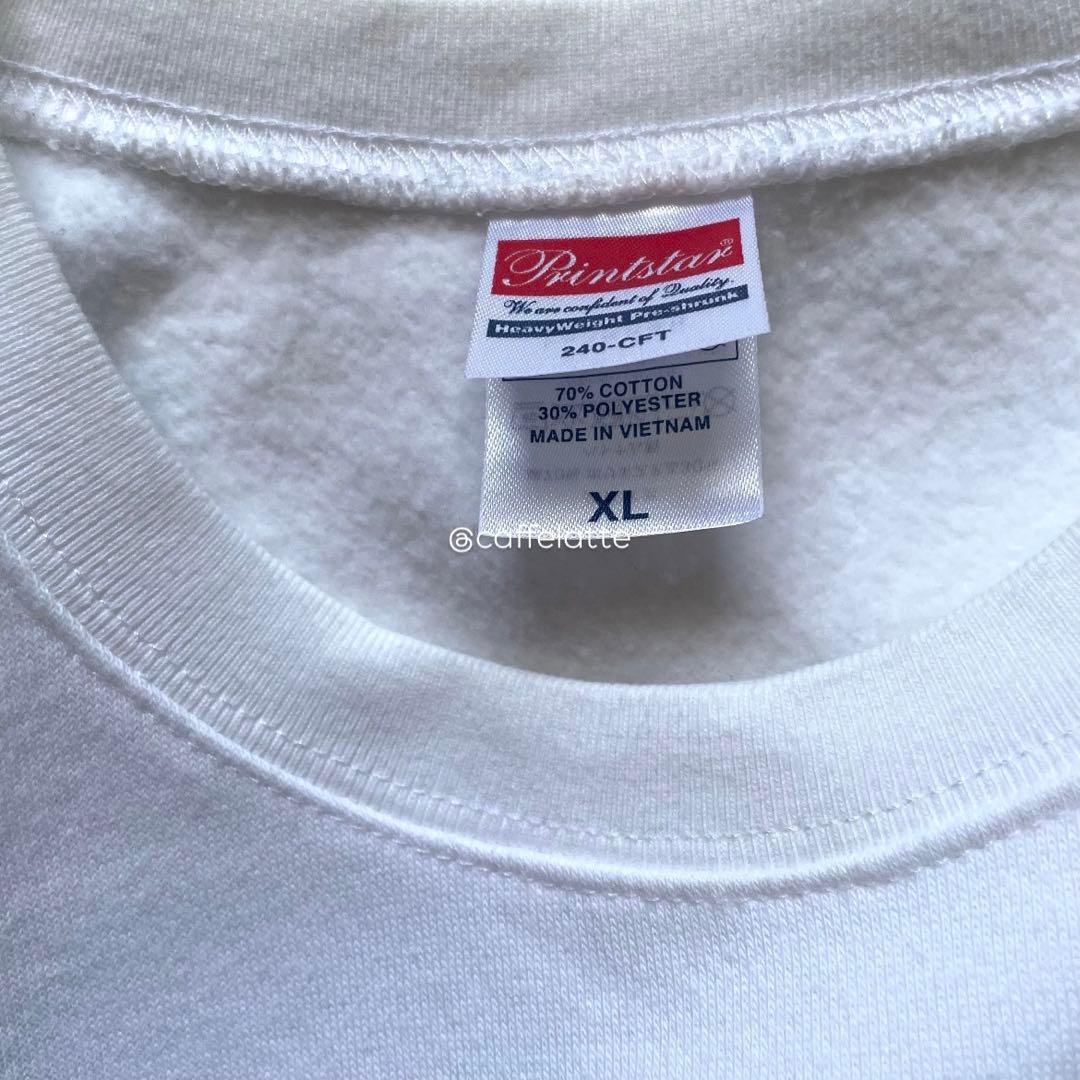 Printstar®
We are confident of Quality.
HeavyWeight Pre-shrunk
240-CFT
70% COTTON
30% POLYESTER
MADE IN VIETNAM
XL
@caffelatte